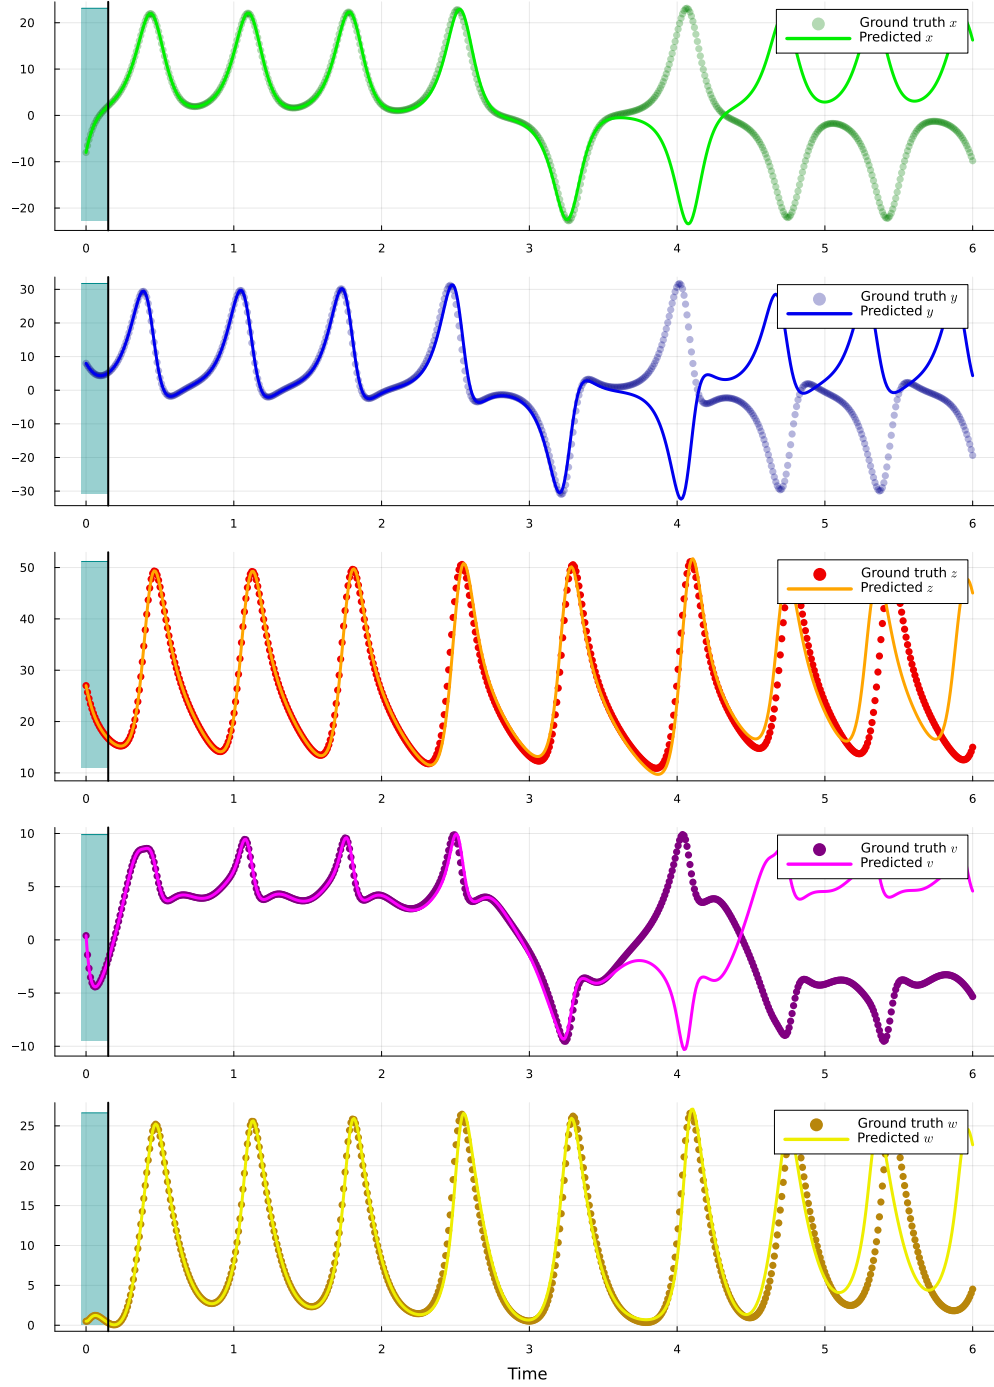 20
10
0
−10
−20
Ground truth x
Predicted x
0 1 2 3 4 5 6
30
20
10
0
−10
−20
−30
Ground truth y
Predicted y
0 1 2 3 4 5 6
50
40
30
20
10
Ground truth z
Predicted z
0 1 2 3 4 5 6
10
5
0
−5
−10
Ground truth v
Predicted v
0 1 2 3 4 5 6
25
20
15
10
5
0
Ground truth w
Predicted w
0 1 2 3 4 5 6
Time